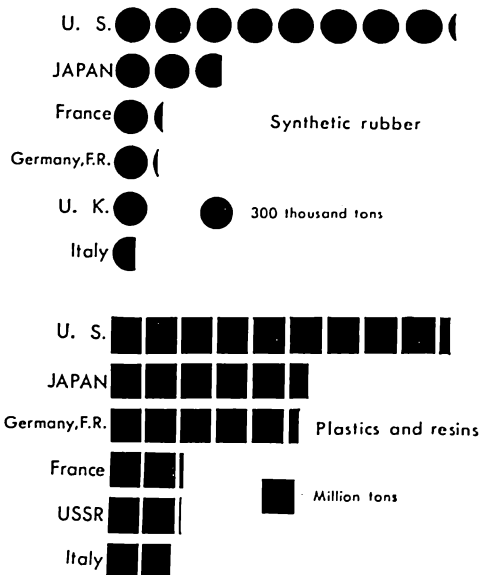 U. S.
JAPAN
France
Synthetic rubber
Germany,F.R.
U. K.
300 thousand tons
Italy
U. S.
JAPAN
Germany,F.R.
Plastics and resins
France
Million tons
USSR
Italy